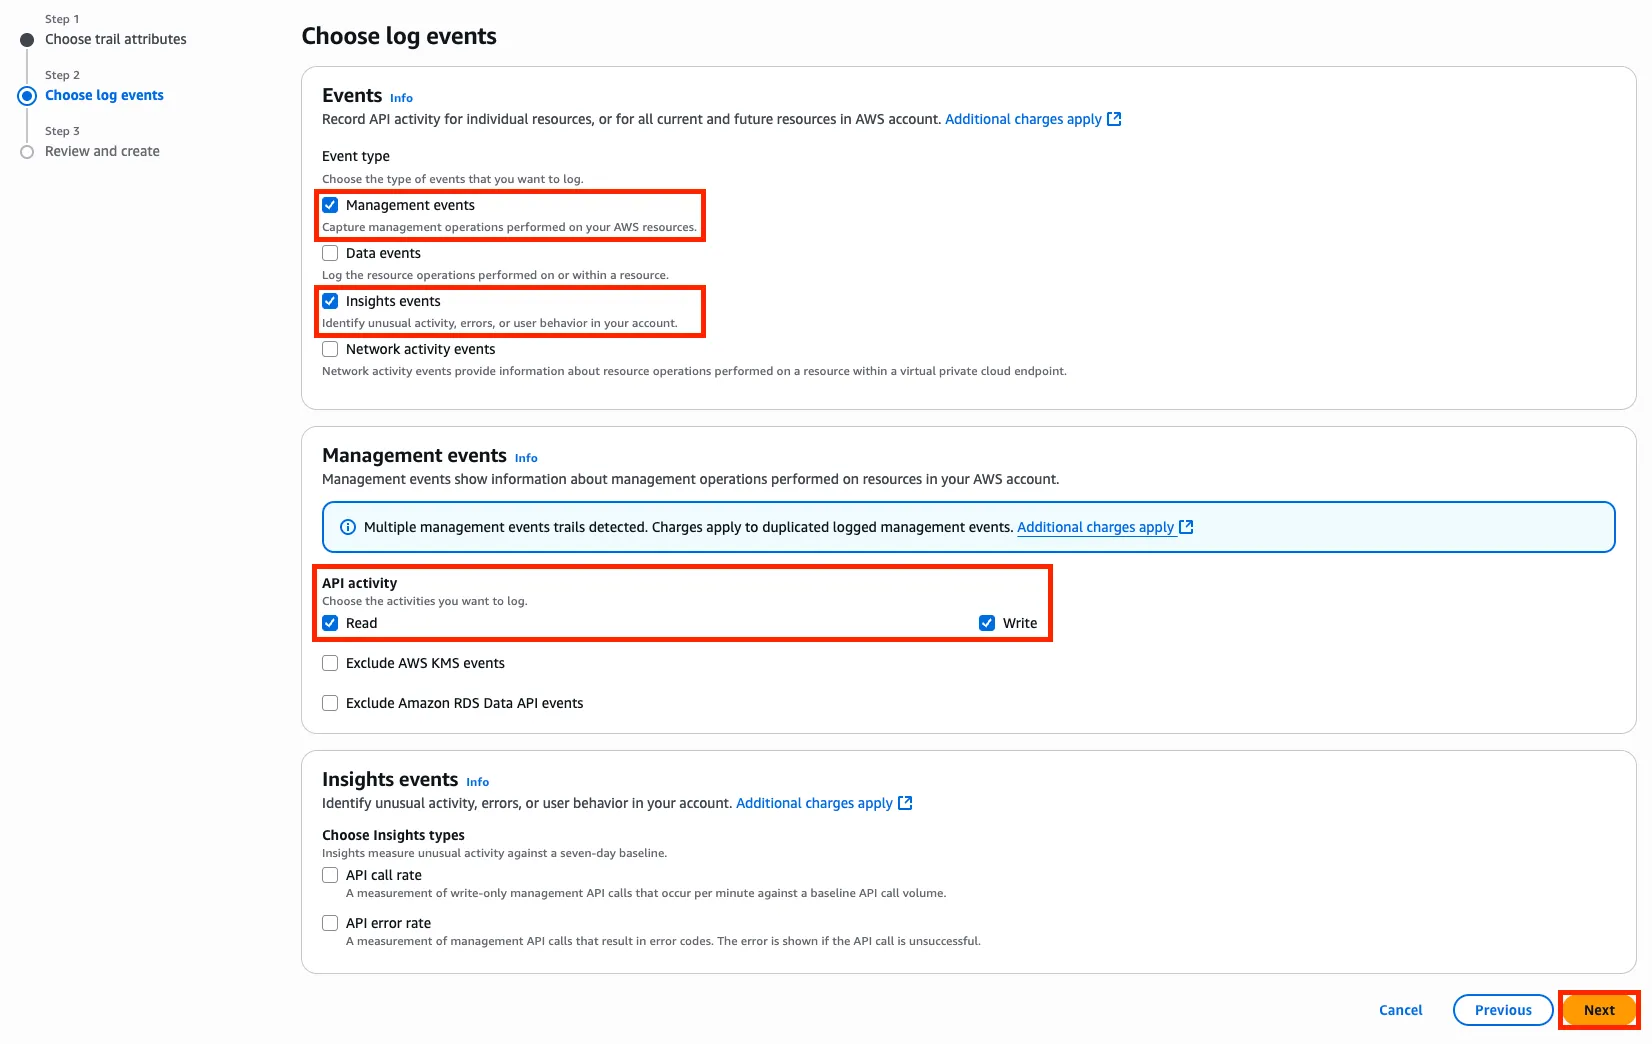 Step 1
Choose trail attributes
Step 2
Choose log events
Step 3
Review and create
Choose log events
Events Info
Record API activity for individual resources, or for all current and future resources in AWS account. Additional charges apply
Event type
Choose the type of events that you want to log.
Management events
Capture management operations performed on your AWS resources.
Data events
Log the resource operations performed on or within a resource.
Insights events
Identify unusual activity, errors, or user behavior in your account.
Network activity events
Network activity events provide information about resource operations performed on a resource within a virtual private cloud endpoint.
Management events Info
Management events show information about management operations performed on resources in your AWS account.
Multiple management events trails detected. Charges apply to duplicated logged management events. Additional charges apply
API activity
Choose the activities you want to log.
Read Write
Exclude AWS KMS events
Exclude Amazon RDS Data API events
Insights events Info
Identify unusual activity, errors, or user behavior in your account. Additional charges apply
Choose Insights types
Insights measure unusual activity against a seven-day baseline.
API call rate
A measurement of write-only management API calls that occur per minute against a baseline API call volume.
API error rate
A measurement of management API calls that result in error codes. The error is shown if the API call is unsuccessful.
Cancel Previous Next